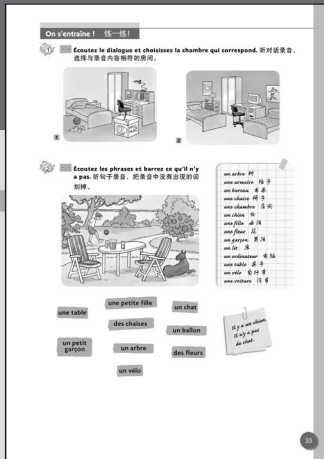 On s'entraîne ! 练一练!
Écoutez le dialogue et choisissez la chambre qui correspond. 听对话录音，
选择与录音内容相符的房间。
1
2
Écoutez les phrases et barrez ce qu'il n'y
a pas. 听句子录音，把录音中没有出现的词
划掉。
un arbre 树
une armoire 柜子
un bureau 书桌
une chaise 椅子
une chambre 房间
un chien 狗
une fille 女孩
une fleur 花
un garçon 男孩
un lit 床
un ordinateur 电脑
une table 桌子
un vélo 自行车
une voiture 汽车
une table
une petite fille
un chat
des chaises
un ballon
un petit
garçon
un arbre
des fleurs
un vélo
Il y a un chien.
Il n'y a pas
de chat.
33